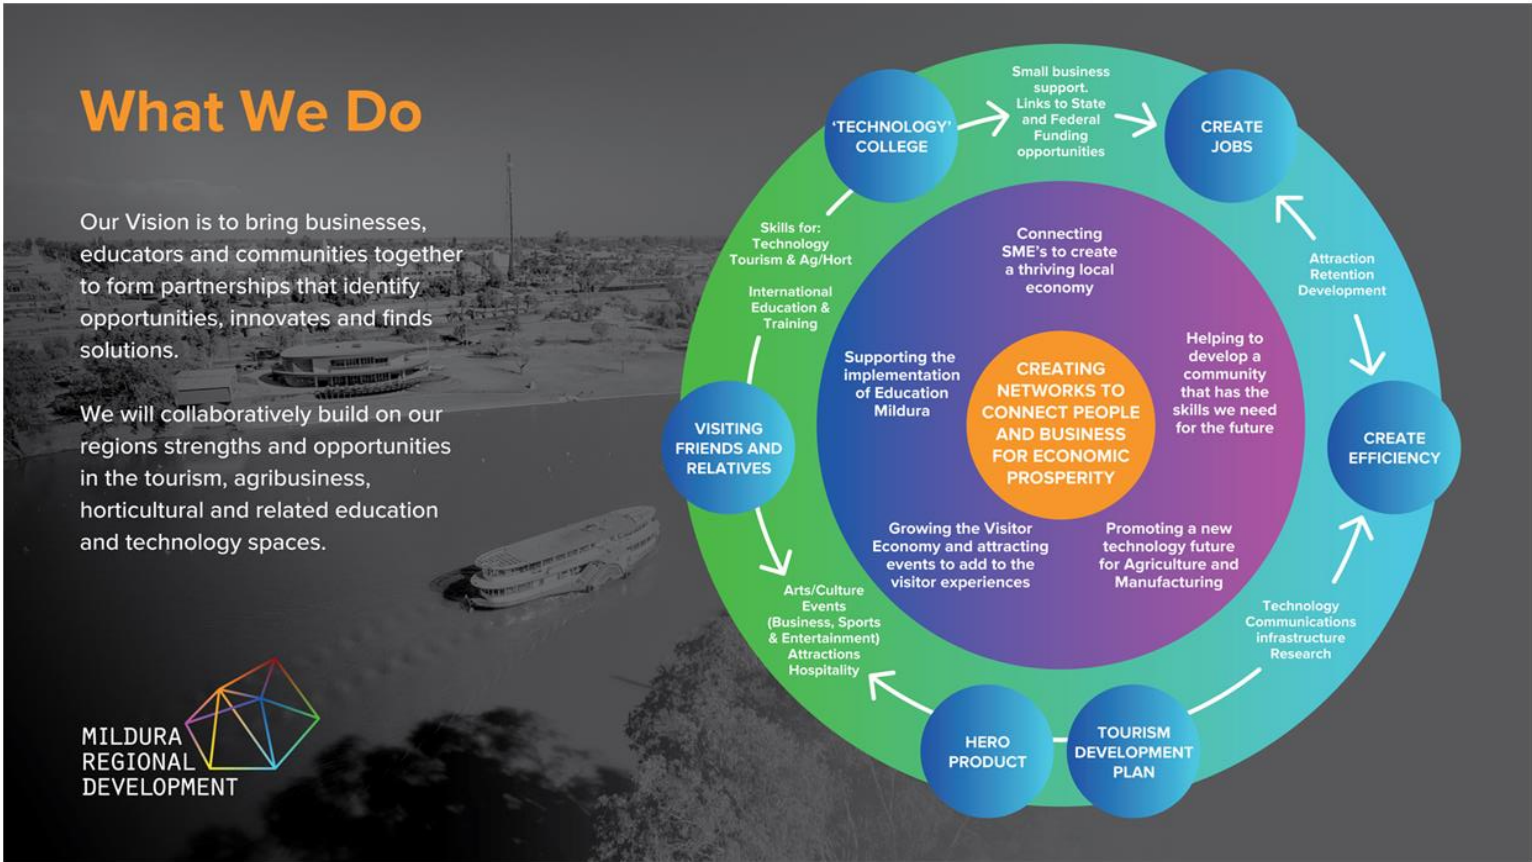 What We Do
Our Vision is to bring businesses,
educators and communities together
to form partnerships that identify
opportunities, innovates and finds
solutions.
We will collaboratively build on our
regions strengths and opportunities
in the tourism, agribusiness,
horticultural and related education
and technology spaces.
MILDURA
REGIONAL
DEVELOPMENT
'TECHNOLOGY'
COLLEGE
Small business
support.
Links to State
and Federal
Funding
opportunities
CREATE
JOBS
Attraction
Retention
Development
CREATE
EFFICIENCY
Technology
Communications
infrastructure
Research
TOURISM
DEVELOPMENT
PLAN
HERO
PRODUCT
Arts/Culture
Events
(Business, Sports
& Entertainment)
Attractions
Hospitality
VISITING
FRIENDS AND
RELATIVES
International
Education &
Training
Skills for:
Technology
Tourism & Ag/Hort
Connecting
SME's to create
a thriving local
economy
Helping to
develop a
community
that has the
skills we need
for the future
Promoting a new
technology future
for Agriculture and
Manufacturing
Growing the Visitor
Economy and attracting
events to add to the
visitor experiences
Supporting the
implementation
of Education
Mildura
CREATING
NETWORKS TO
CONNECT PEOPLE
AND BUSINESS
FOR ECONOMIC
PROSPERITY